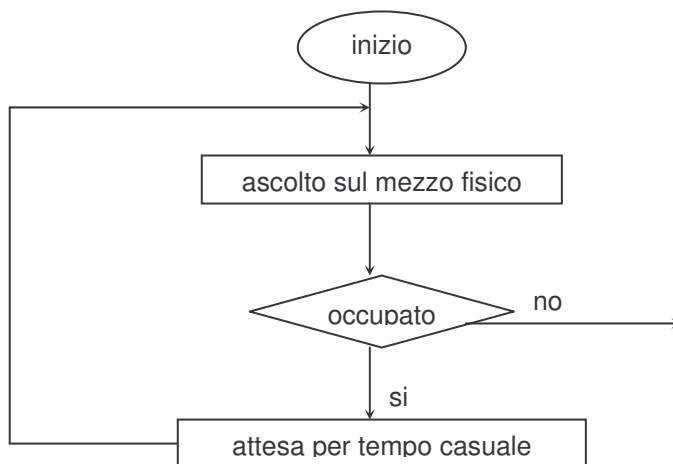 inizio
ascolto sul mezzo fisico
occupato
no
si
attesa per tempo casuale